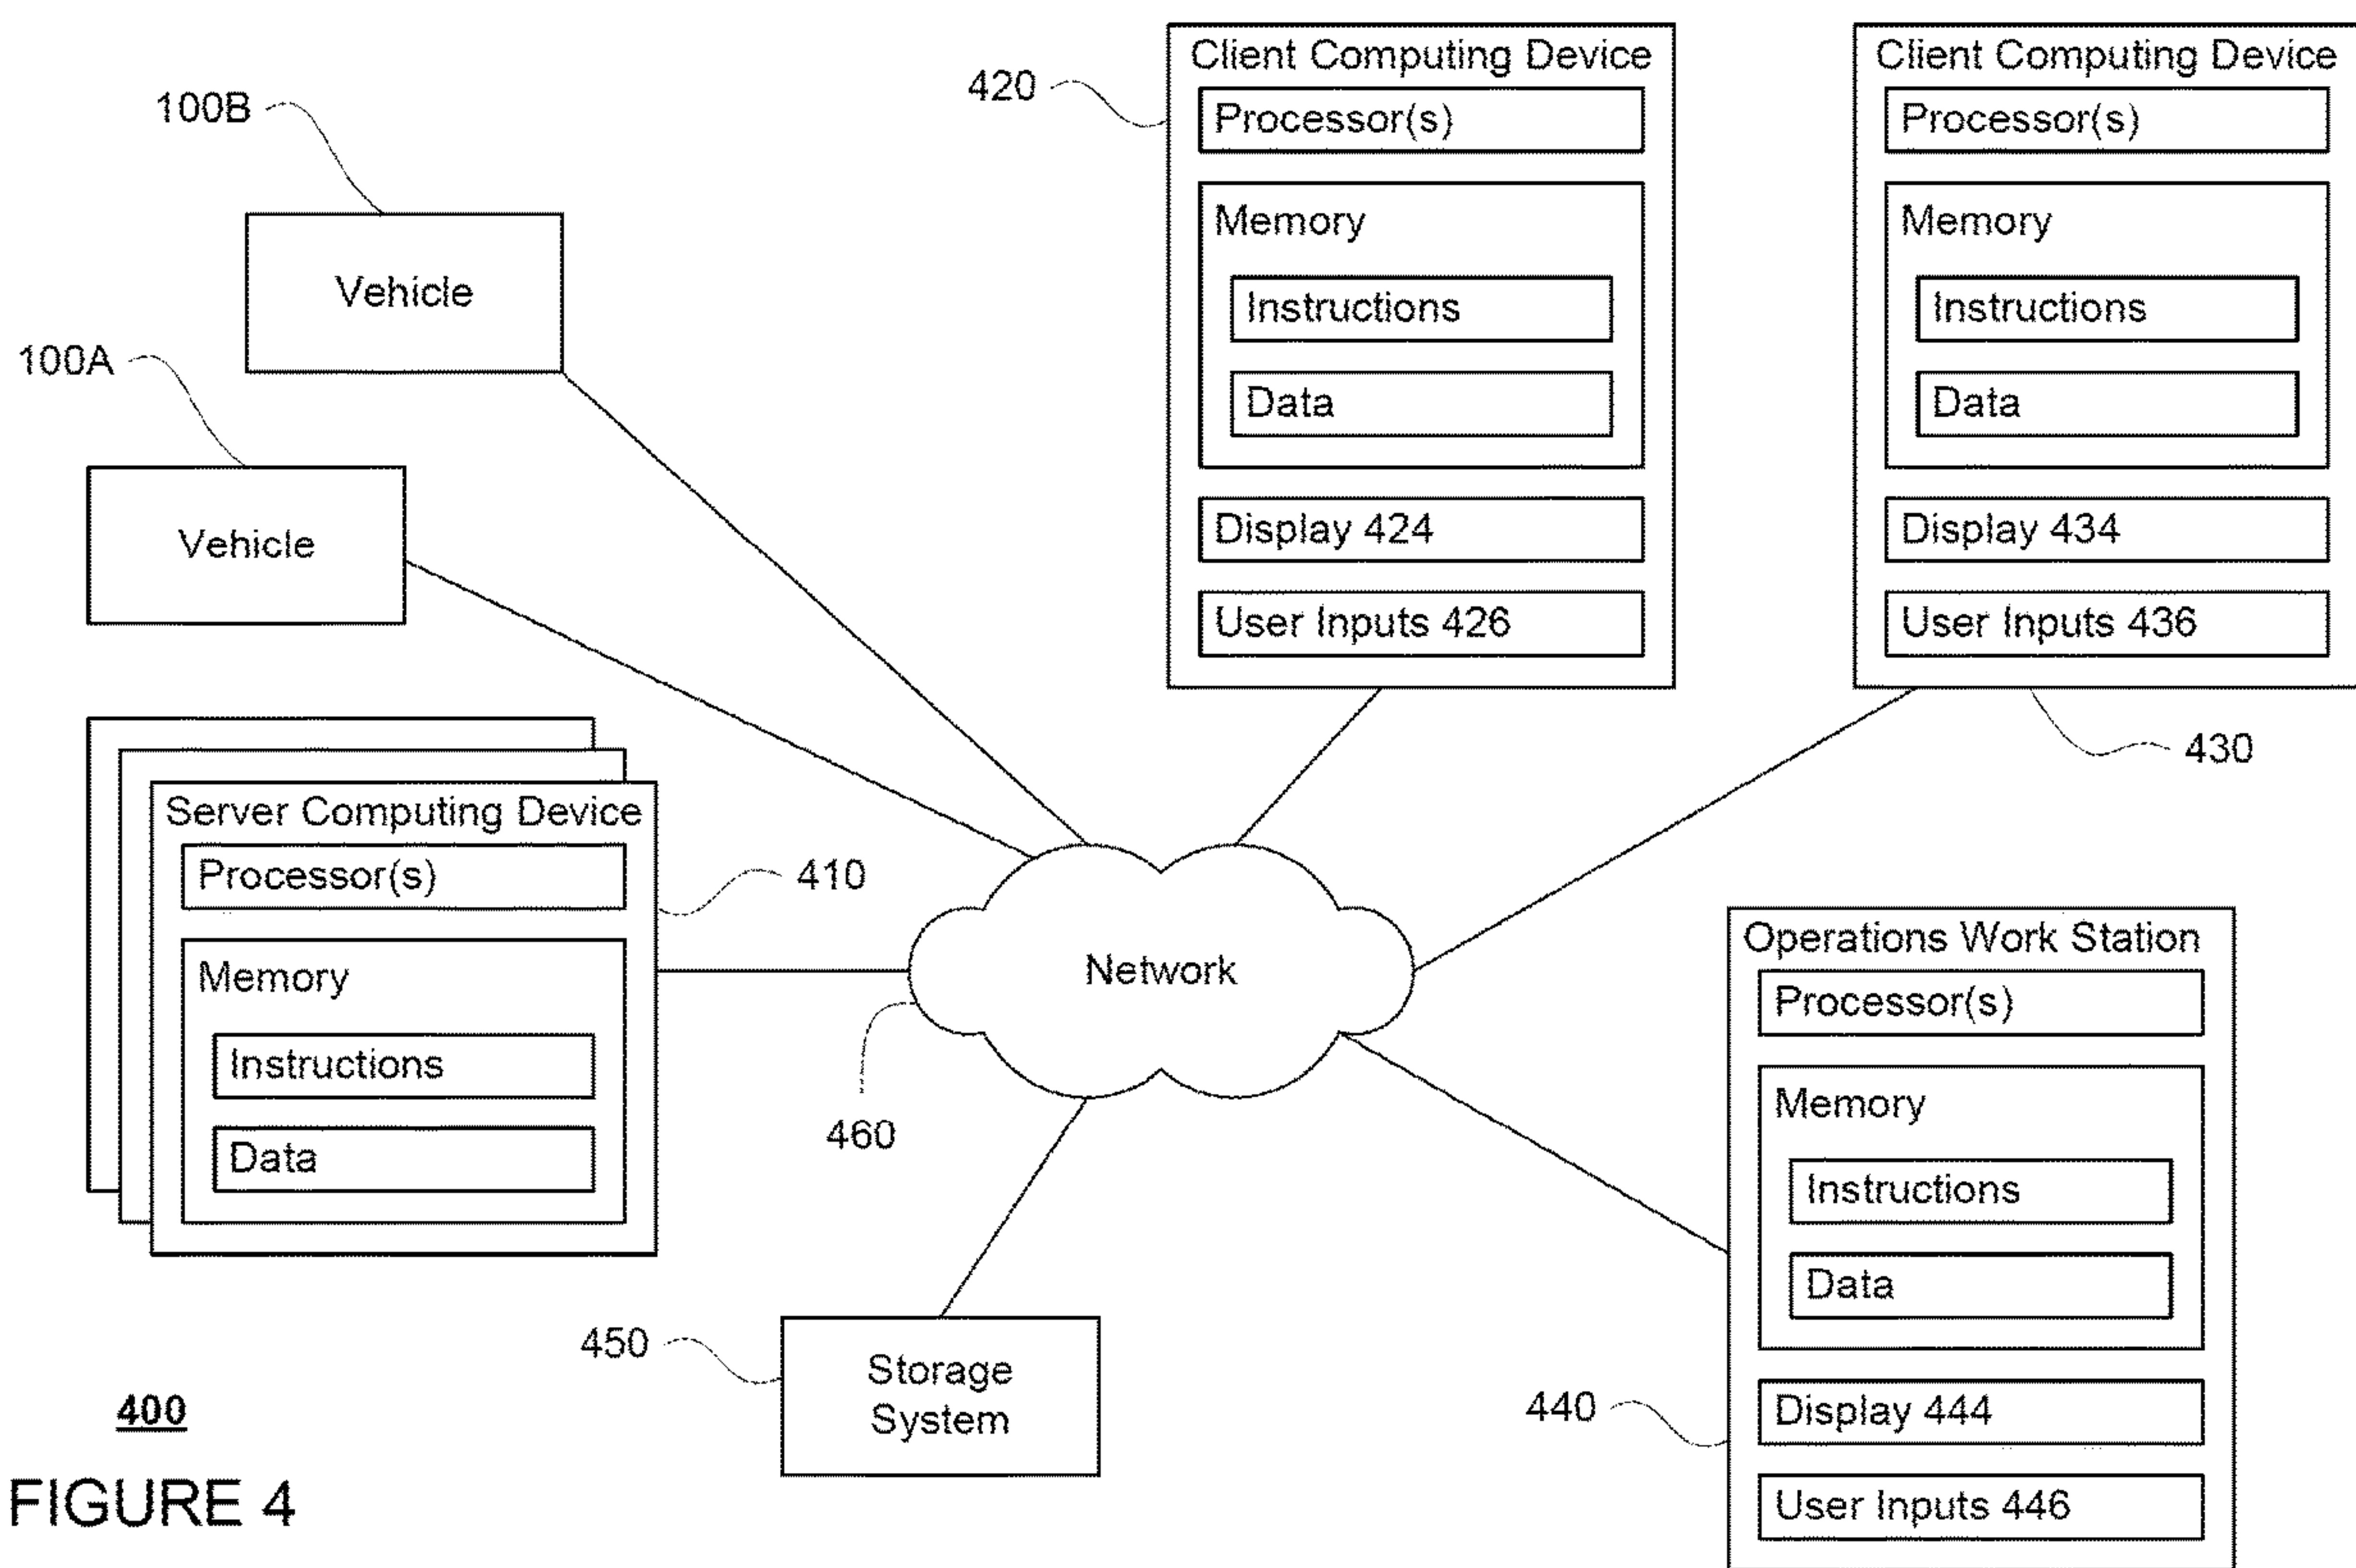 Client Computing Device
420
Processor(s)
Memory
Instructions
Data
Display 424
User Inputs 426
Client Computing Device
Processor(s)
Memory
Instructions
Data
Display 434
User Inputs 436
430
100B
Vehicle
100A
Vehicle
Server Computing Device
Processor(s)
410
Memory
Instructions
Data
Network
460
Operations Work Station
Processor(s)
Memory
Instructions
Data
440
Display 444
User Inputs 446
450
Storage
System
400
FIGURE 4